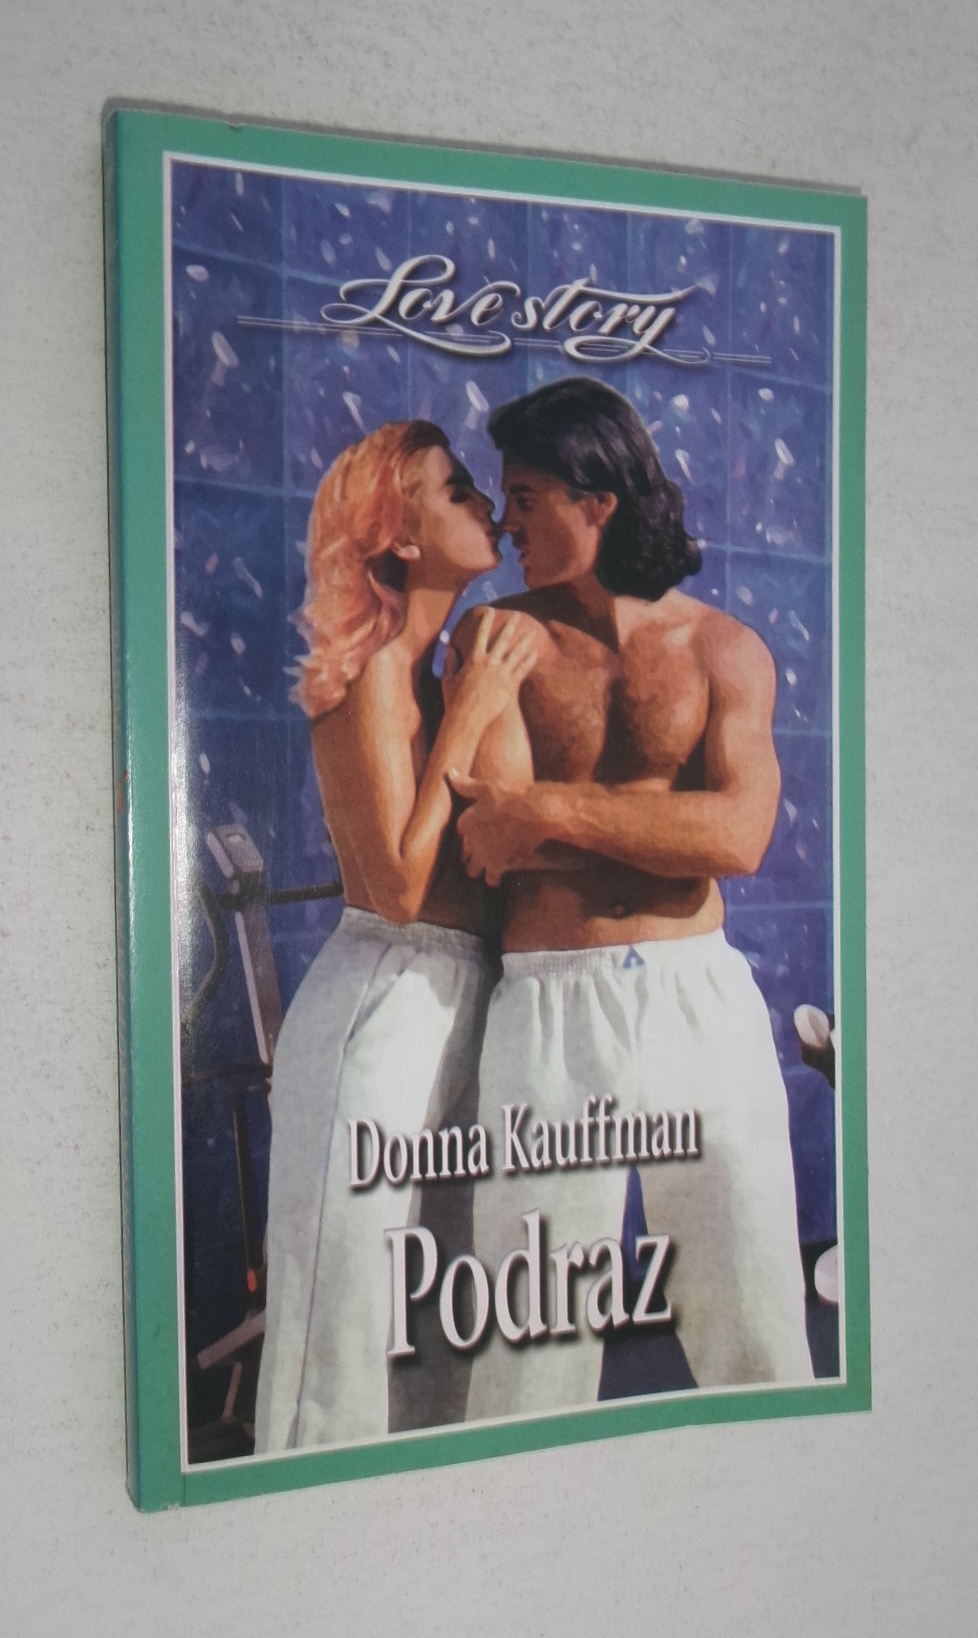 Love story
Donna Kauffman
Podraz